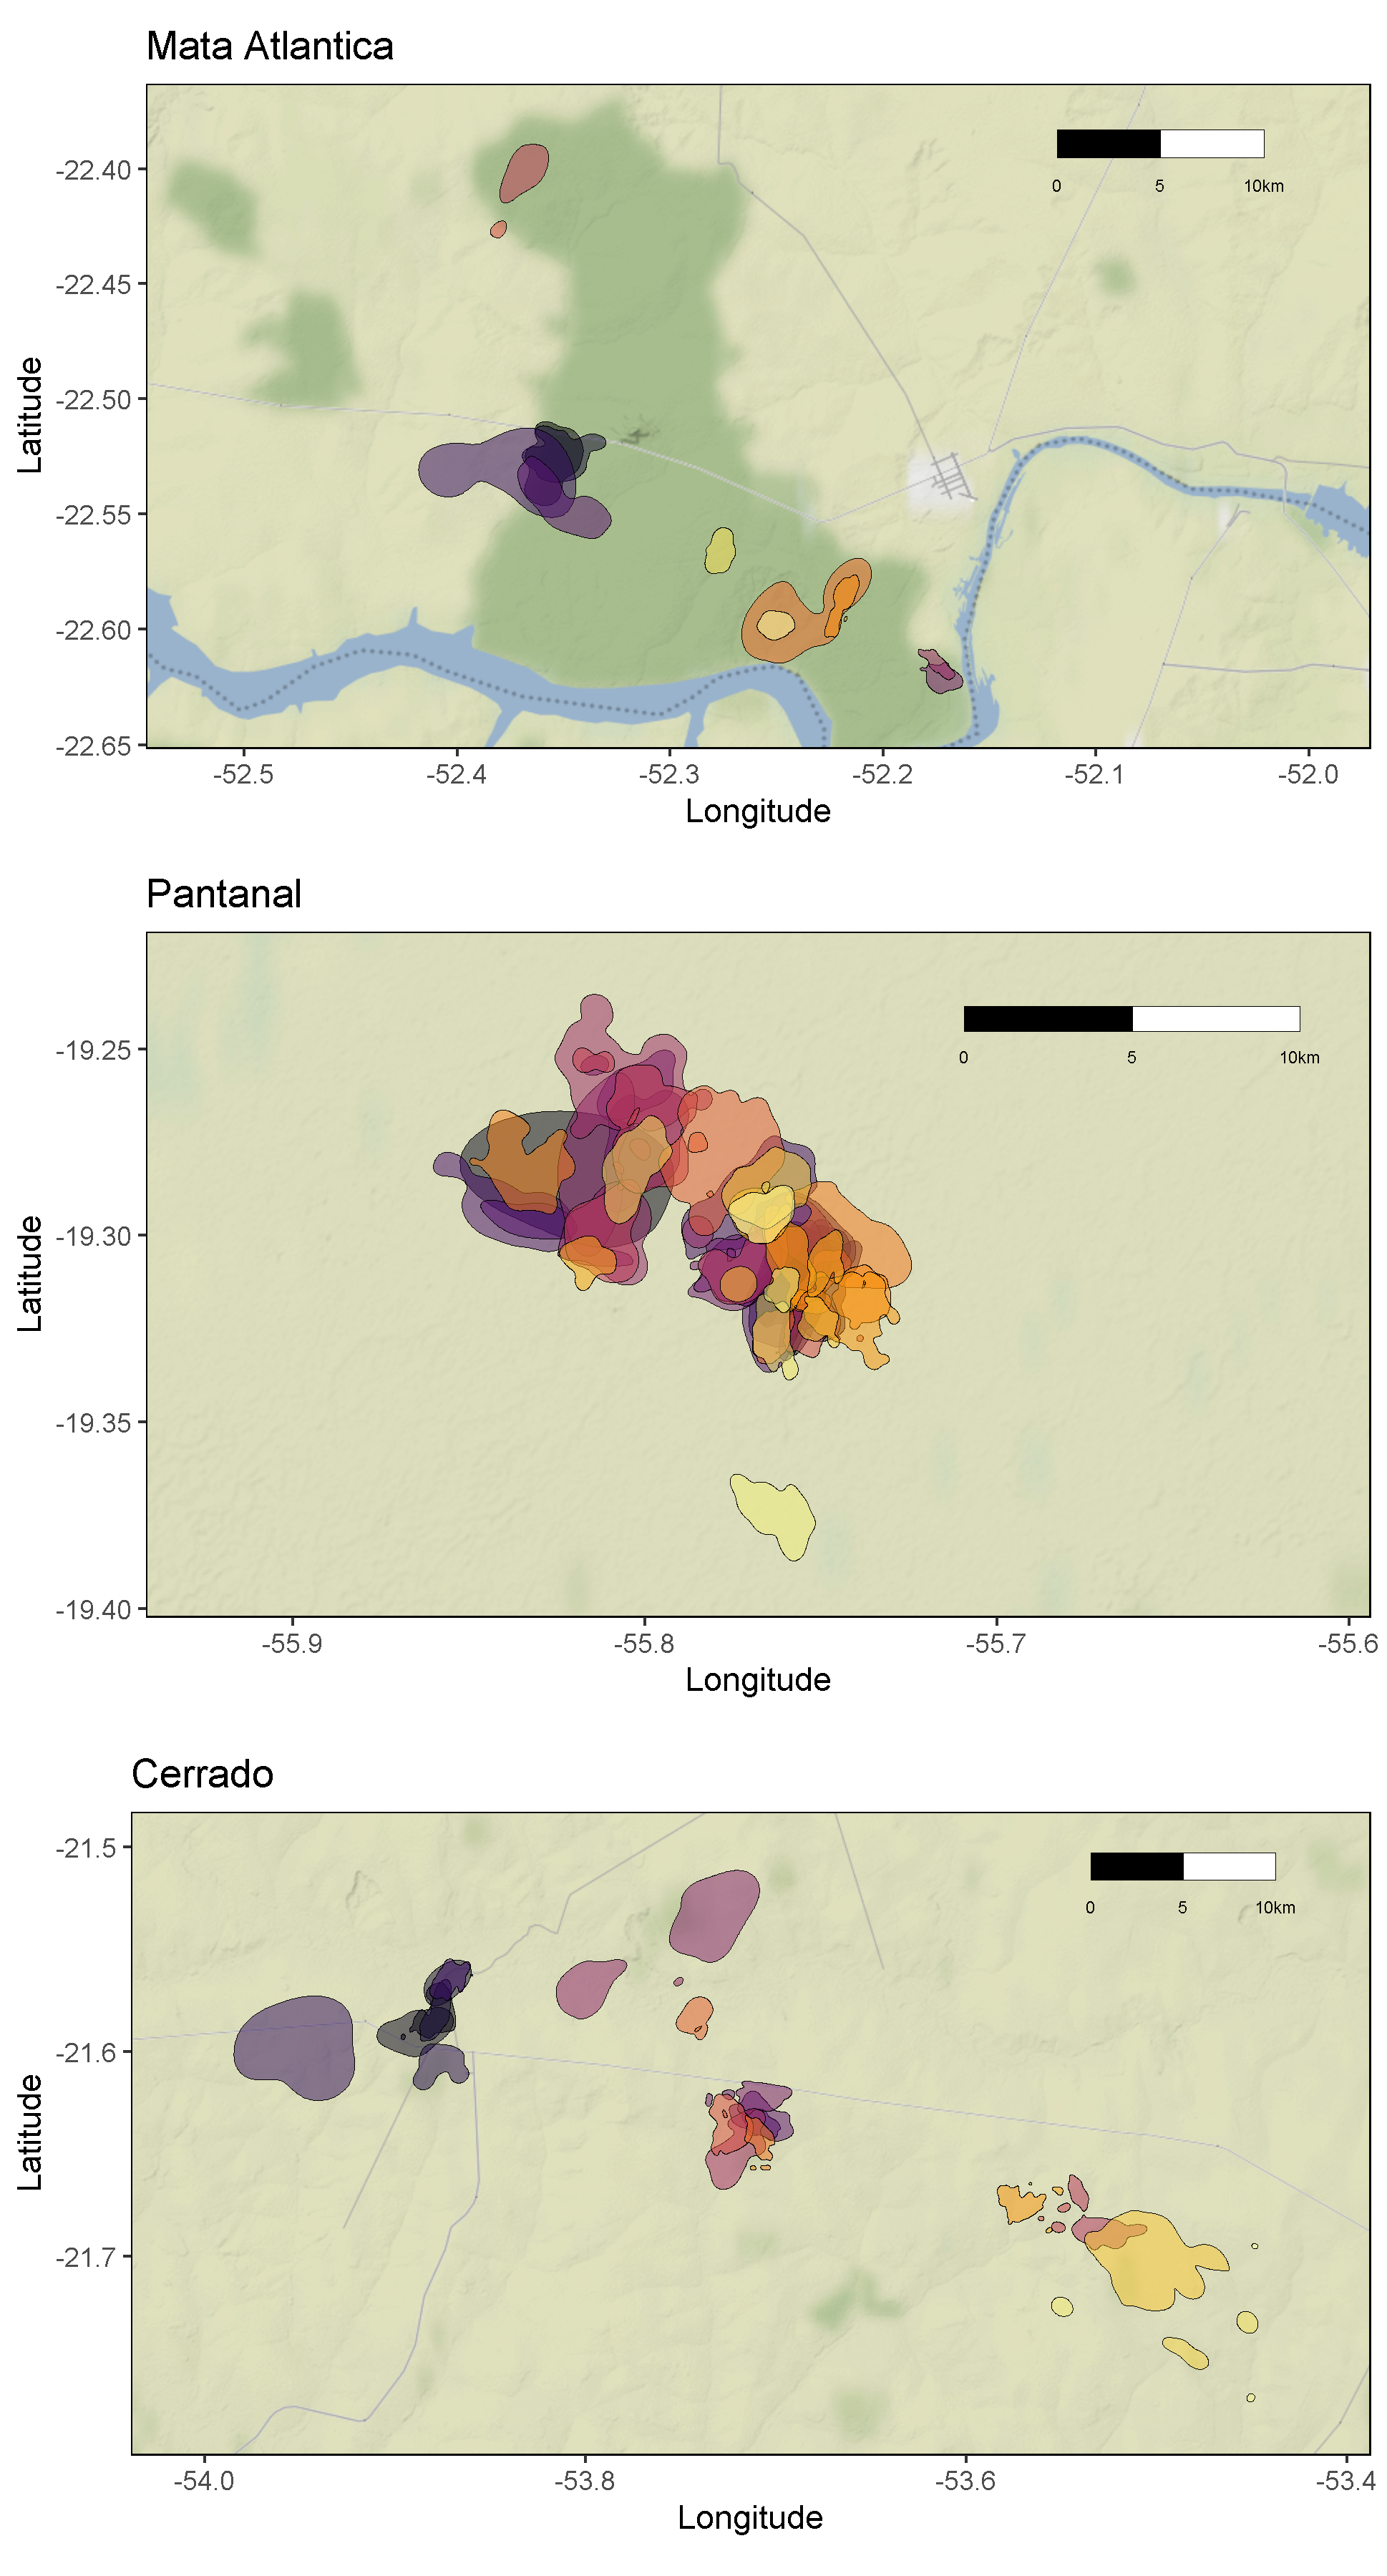 Mata Atlantica
-22.40
-22.45
-22.50
-22.55
-22.60
-22.65
Latitude
0 5 10km
-52.5 -52.4 -52.3 -52.2 -52.1 -52.0
Longitude
Pantanal
-19.25
-19.30
-19.35
-19.40
Latitude
0 5 10km
-55.9 -55.8 -55.7 -55.6
Longitude
Cerrado
-21.5
-21.6
-21.7
Latitude
0 5 10km
-54.0 -53.8 -53.6 -53.4
Longitude